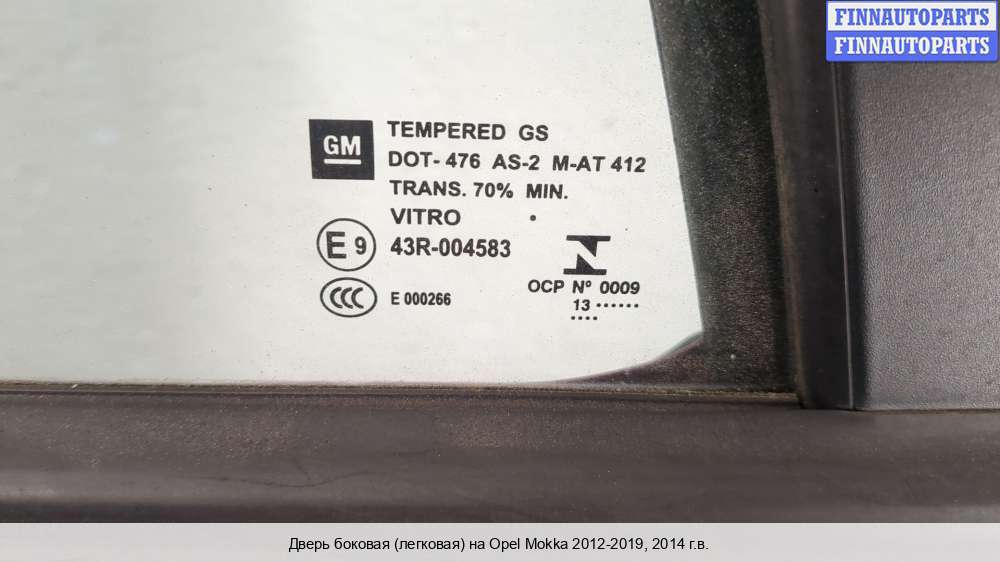 FINNAUTOPARTS
FINNAUTOPARTS
GM
TEMPERED GS
DOT- 476 AS-2 M-AT 412
TRANS. 70% MIN.
VITRO
E 9
43R-004583
CCC
E 000266
N
OCP Nº 0009
13
Дверь боковая (легковая) на Opel Mokka 2012-2019, 2014 г.в.